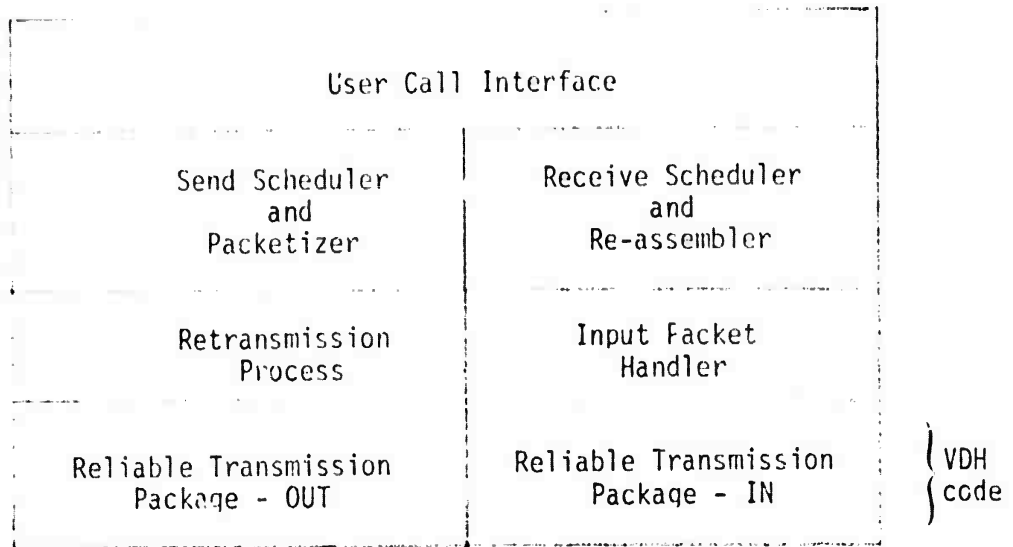 User Call Interface
Send Scheduler
and
Packetizer
Receive Scheduler
and
Re-assembler
Retransmission
Process
Input Packet
Handler
Reliable Transmission
Package - OUT
Reliable Transmission
Package - IN
VDH
code